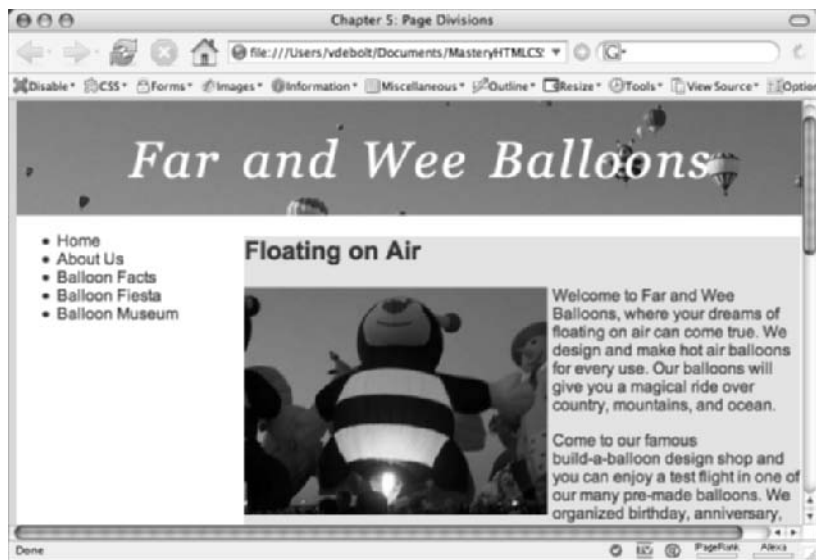 Chapter 5: Page Divisions
file:///Users/vdebolt/Documents/MasteryHTMLCS
G
Disable CSS Forms Images Information Miscellaneous Outline Resize Tools View Source Option
Far and Wee Balloons
Home
About Us
Balloon Facts
Balloon Fiesta
Balloon Museum
Floating on Air
Welcome to Far and Wee
Balloons, where your dreams of
floating on air can come true. We
design and make hot air balloons
for every use. Our balloons will
give you a magical ride over
country, mountains, and ocean.
Come to our famous
build-a-balloon design shop and
you can enjoy a test flight in one of
our many pre-made balloons. We
organized birthday, anniversary,
Done
PageRank Alexa